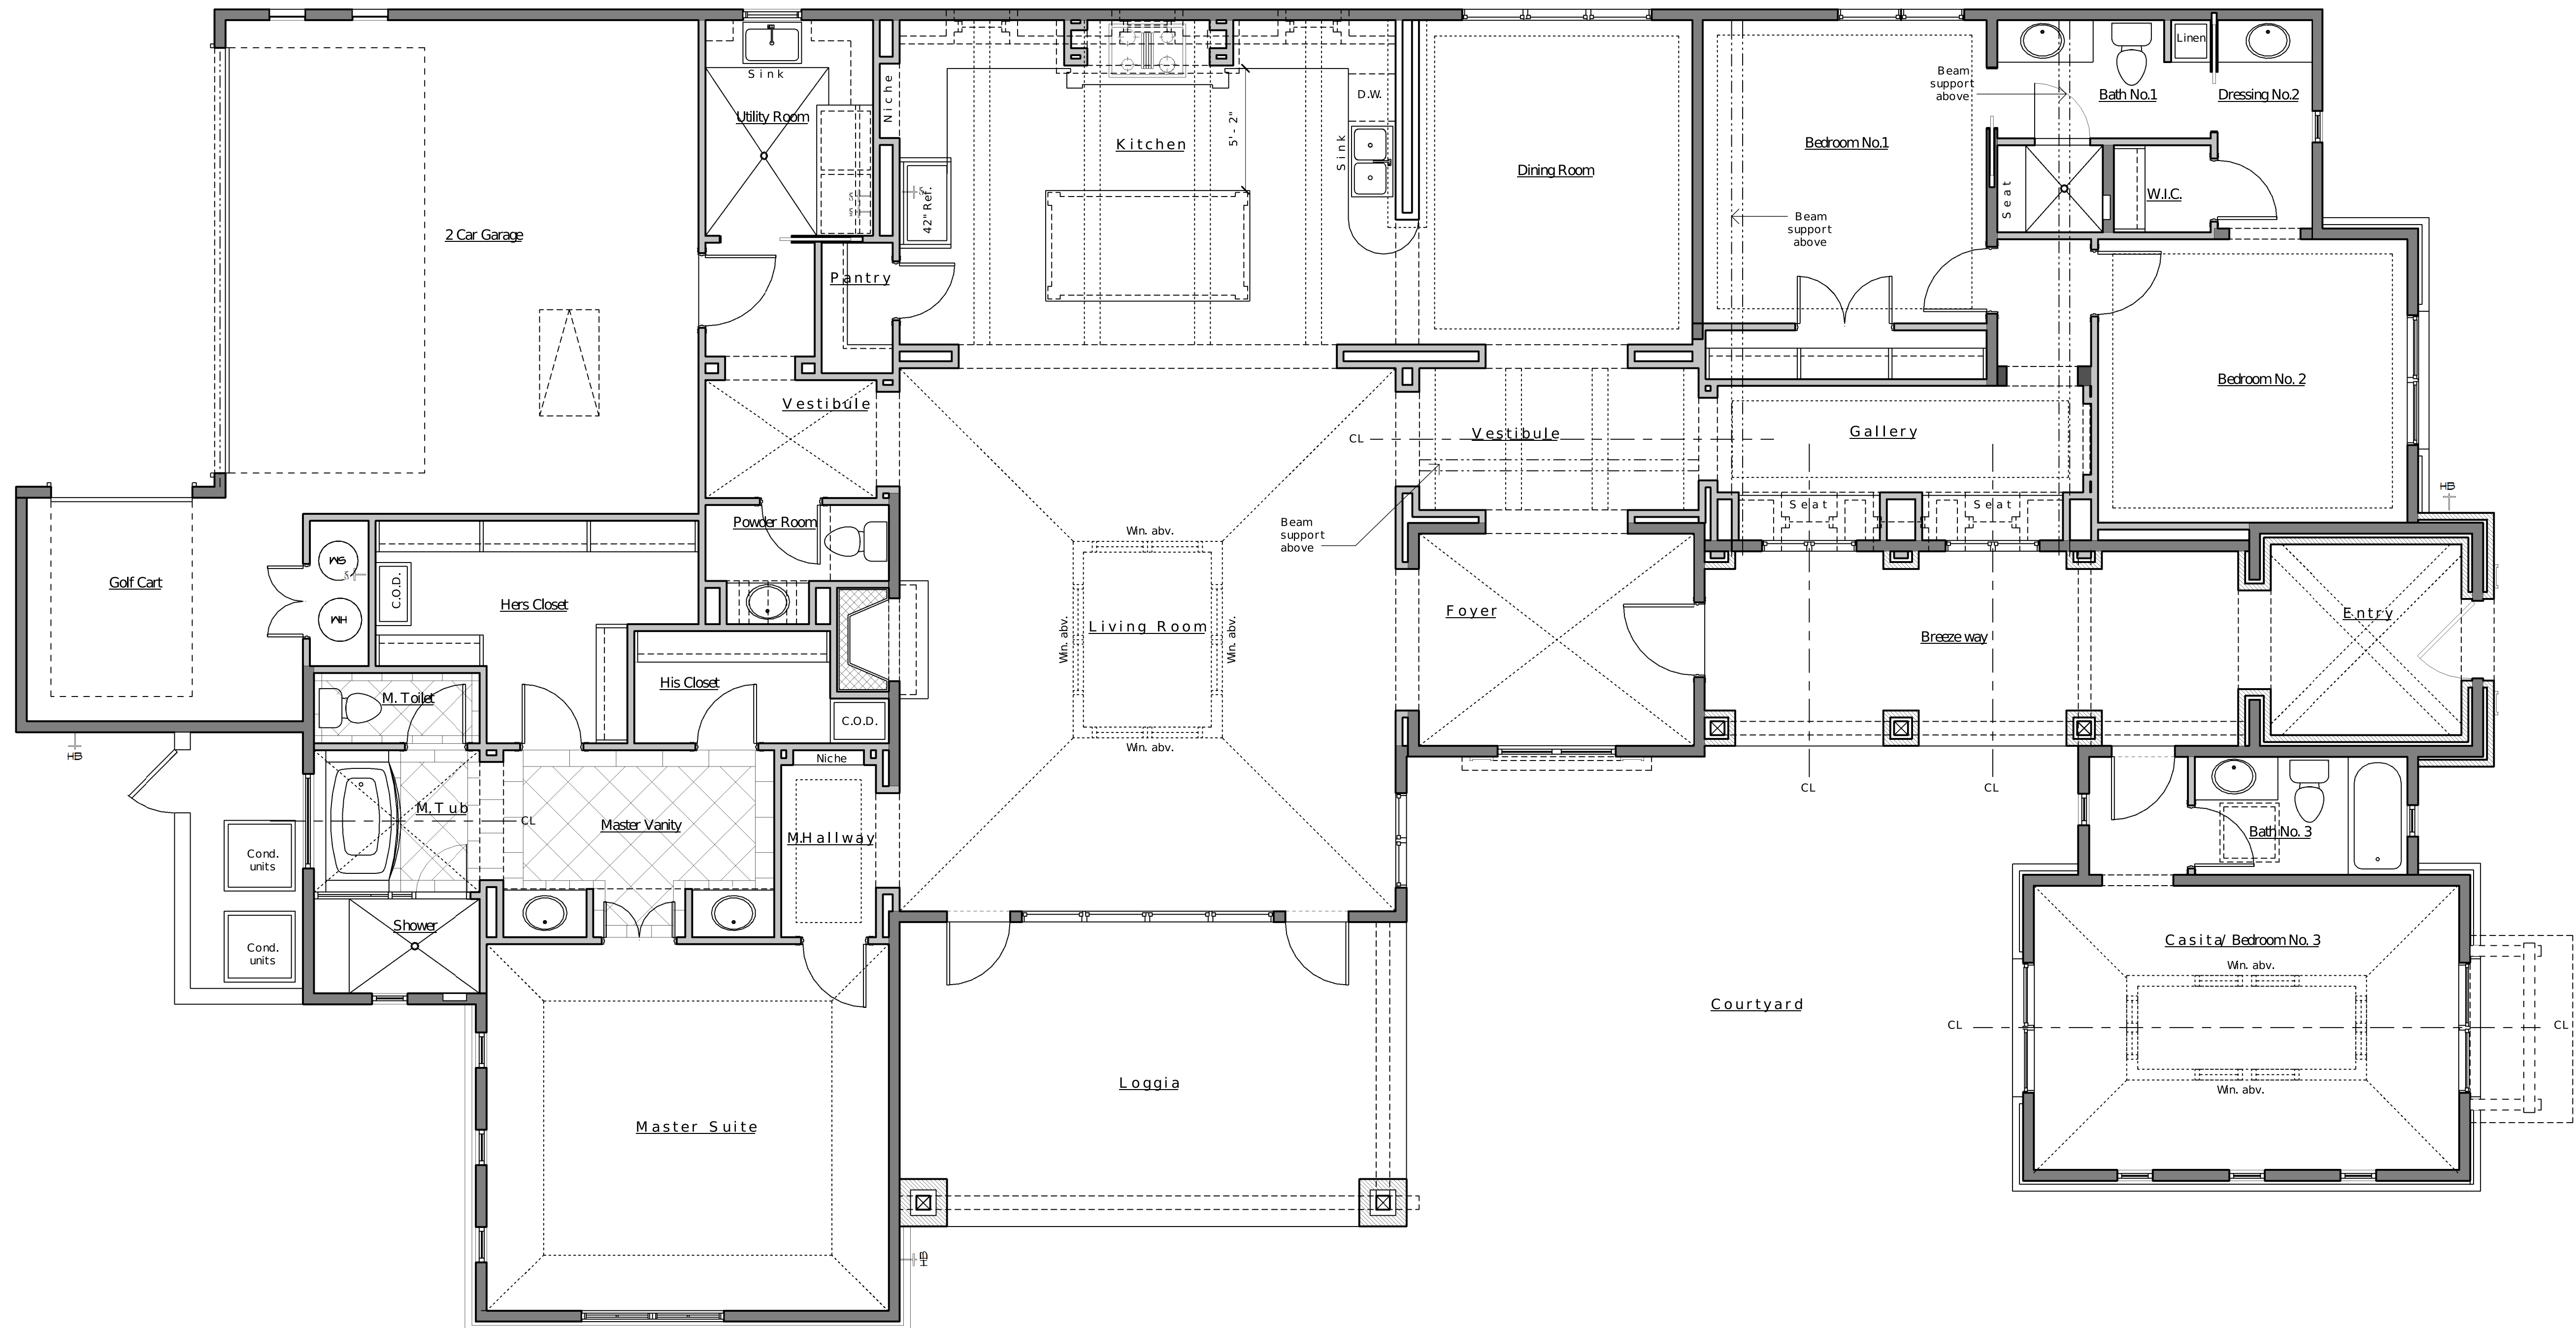 Sink
Utility Room
Niche
Kitchen
5'- 2"
D.W.
Sink
42" Ref.
Pantry
Dining Room
Bedroom No.1
Beam
support
above
Beam
support
above
Bath No.1
Linen
Dressing No.2
Seat
W.I.C.
2 Car Garage
Vestibule
CL
Vestibule
Gallery
Bedroom No. 2
Seat
Seat
HB
Powder Room
Beam
support
above
Win. abv.
Win. abv.
Living Room
Win. abv.
Win. abv.
Golf Cart
SM
HM
C.O.D.
Hers Closet
Foyer
Breeze way
Entry
His Closet
C.O.D.
M. Toilet
HB
Niche
CL
CL
M.Tub
CL
Master Vanity
M.Hallway
Bath No. 3
Cond.
units
Cond.
units
Shower
Casita/ Bedroom No. 3
Win. abv.
CL
CL
Win. abv.
Courtyard
Loggia
Master Suite
HB